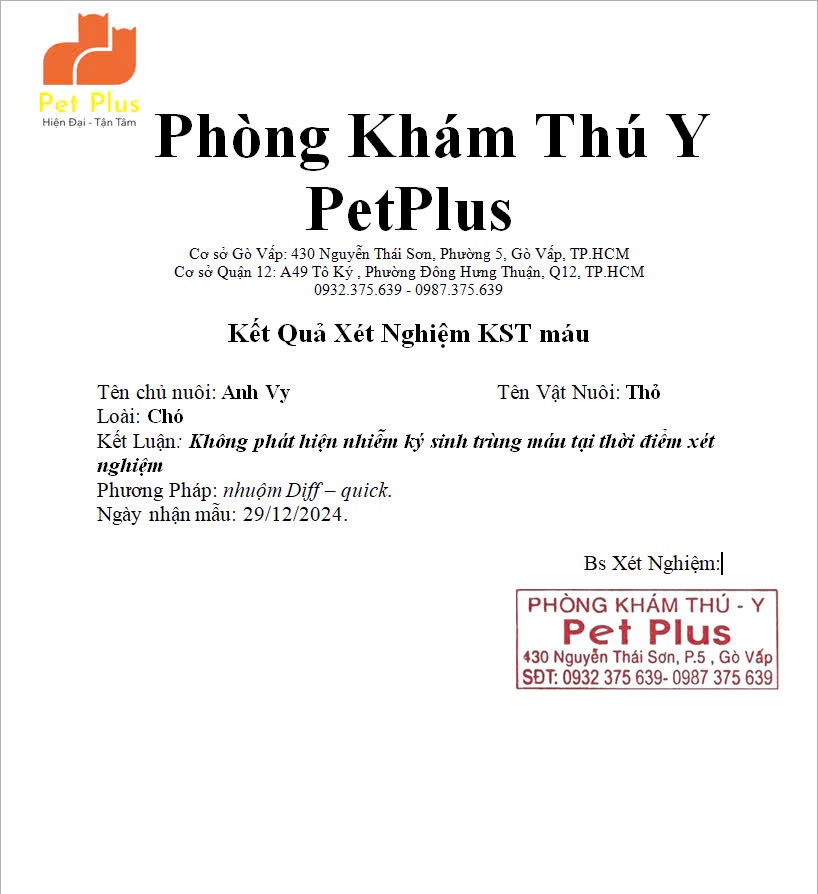 Pet Plus
Hiện Đại - Tận Tâm
Phòng Khám Thú Y
PetPlus
Cơ sở Gò Vấp: 430 Nguyễn Thái Sơn, Phường 5, Gò Vấp, TP.HCM
Cơ sở Quận 12: A49 Tô Ký , Phường Đông Hưng Thuận, Q12, TP.HCM
0932.375.639 - 0987.375.639
Kết Quả Xét Nghiệm KST máu
Tên chủ nuôi: Anh Vy Tên Vật Nuôi: Thỏ
Loài: Chó
Kết Luận: Không phát hiện nhiễm ký sinh trùng máu tại thời điểm xét
nghiệm
Phương Pháp: nhuộm Diff – quick.
Ngày nhận mẫu: 29/12/2024.
Bs Xét Nghiệm:
PHÒNG KHÁM THÚ - Y
Pet Plus
430 Nguyễn Thái Sơn, P.5 , Gò Vấp
SĐT: 0932 375 639- 0987 375 639